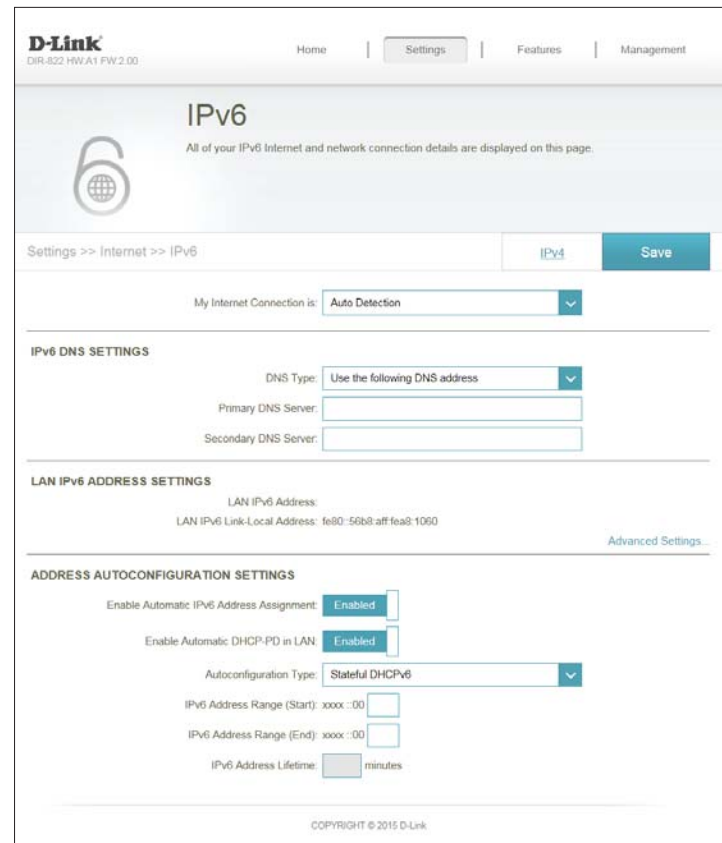 D-Link
DIR-822 HW:A1 FW:2.00
Home | Settings | Features | Management
IPv6
All of your IPv6 Internet and network connection details are displayed on this page.
Settings >> Internet >> IPv6
IPv4
Save
My Internet Connection is: Auto Detection
IPv6 DNS SETTINGS
DNS Type: Use the following DNS address
Primary DNS Server:
Secondary DNS Server:
LAN IPv6 ADDRESS SETTINGS
LAN IPv6 Address:
LAN IPv6 Link-Local Address: fe80::56b8:aff:fea8:1060
Advanced Settings...
ADDRESS AUTOCONFIGURATION SETTINGS
Enable Automatic IPv6 Address Assignment: Enabled
Enable Automatic DHCP-PD in LAN: Enabled
Autoconfiguration Type: Stateful DHCPv6
IPv6 Address Range (Start): xxxx ::00
IPv6 Address Range (End): xxxx ::00
IPv6 Address Lifetime: minutes
COPYRIGHT © 2015 D-Link